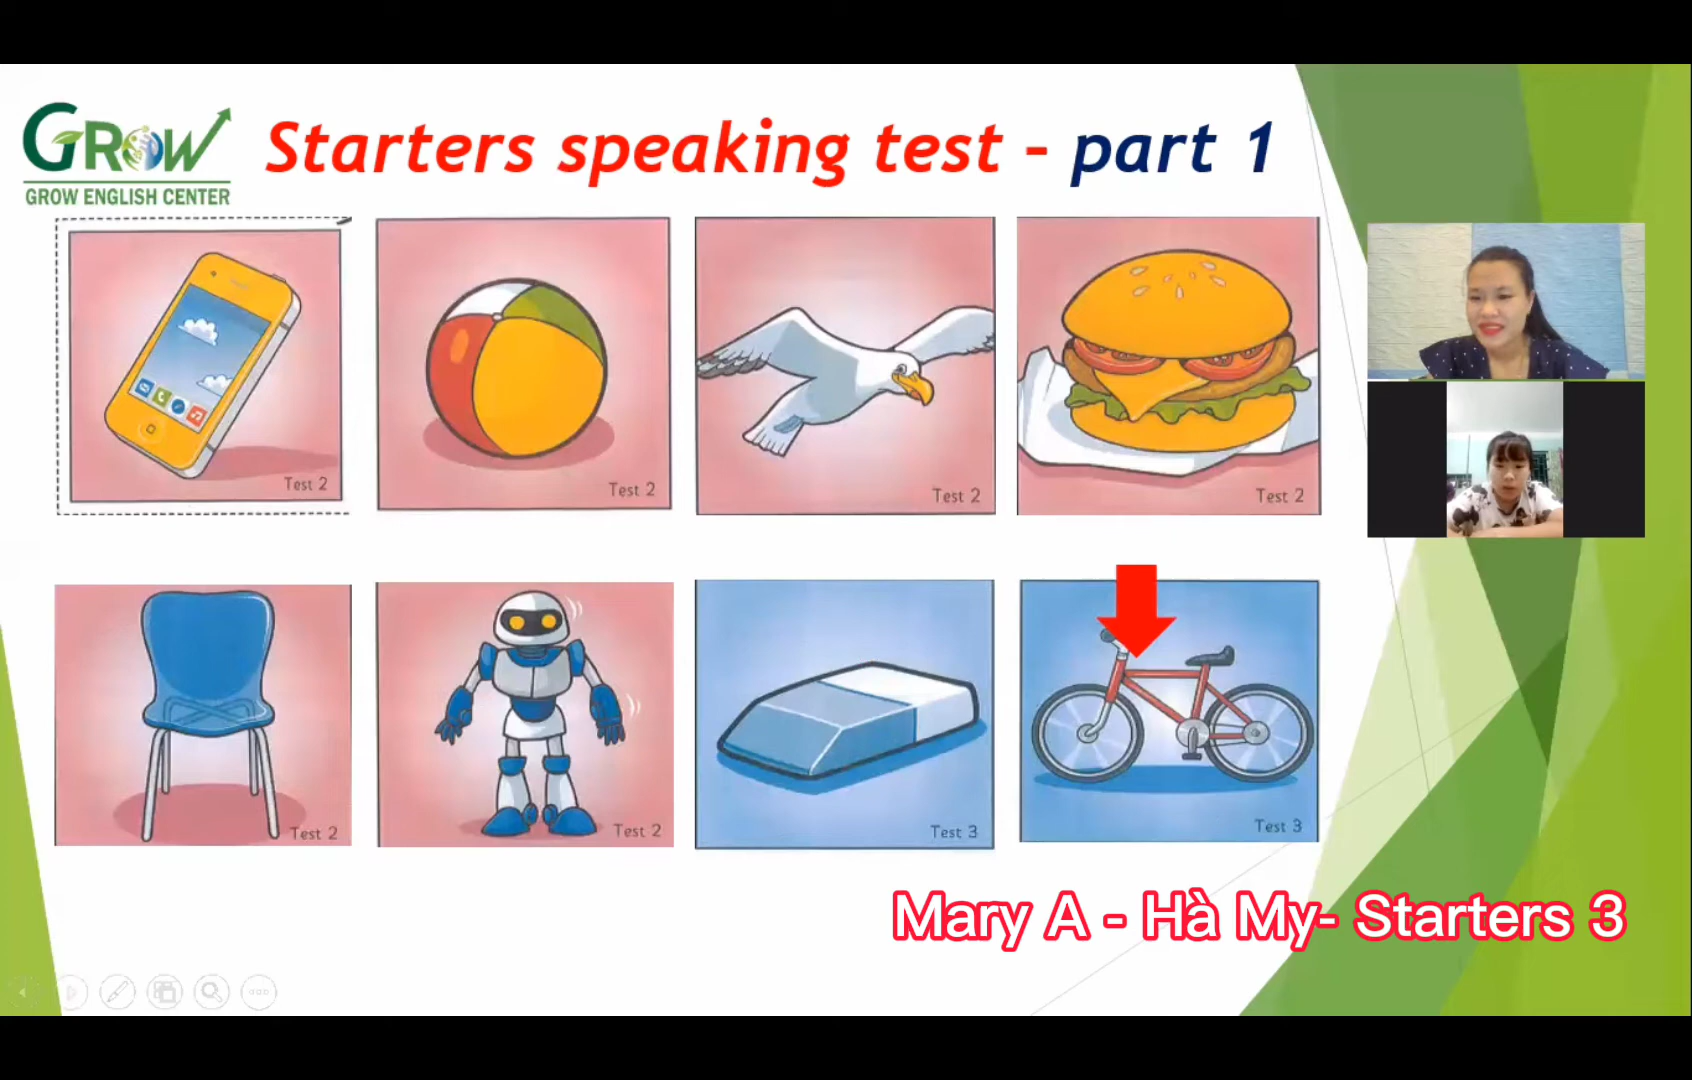 GROW
GROW ENGLISH CENTER
Starters speaking test - part 1
Test 2
Test 2
Test 2
Test 2
Test 2
Test 2
Test 3
Test 3
Mary A - Hà My- Starters 3